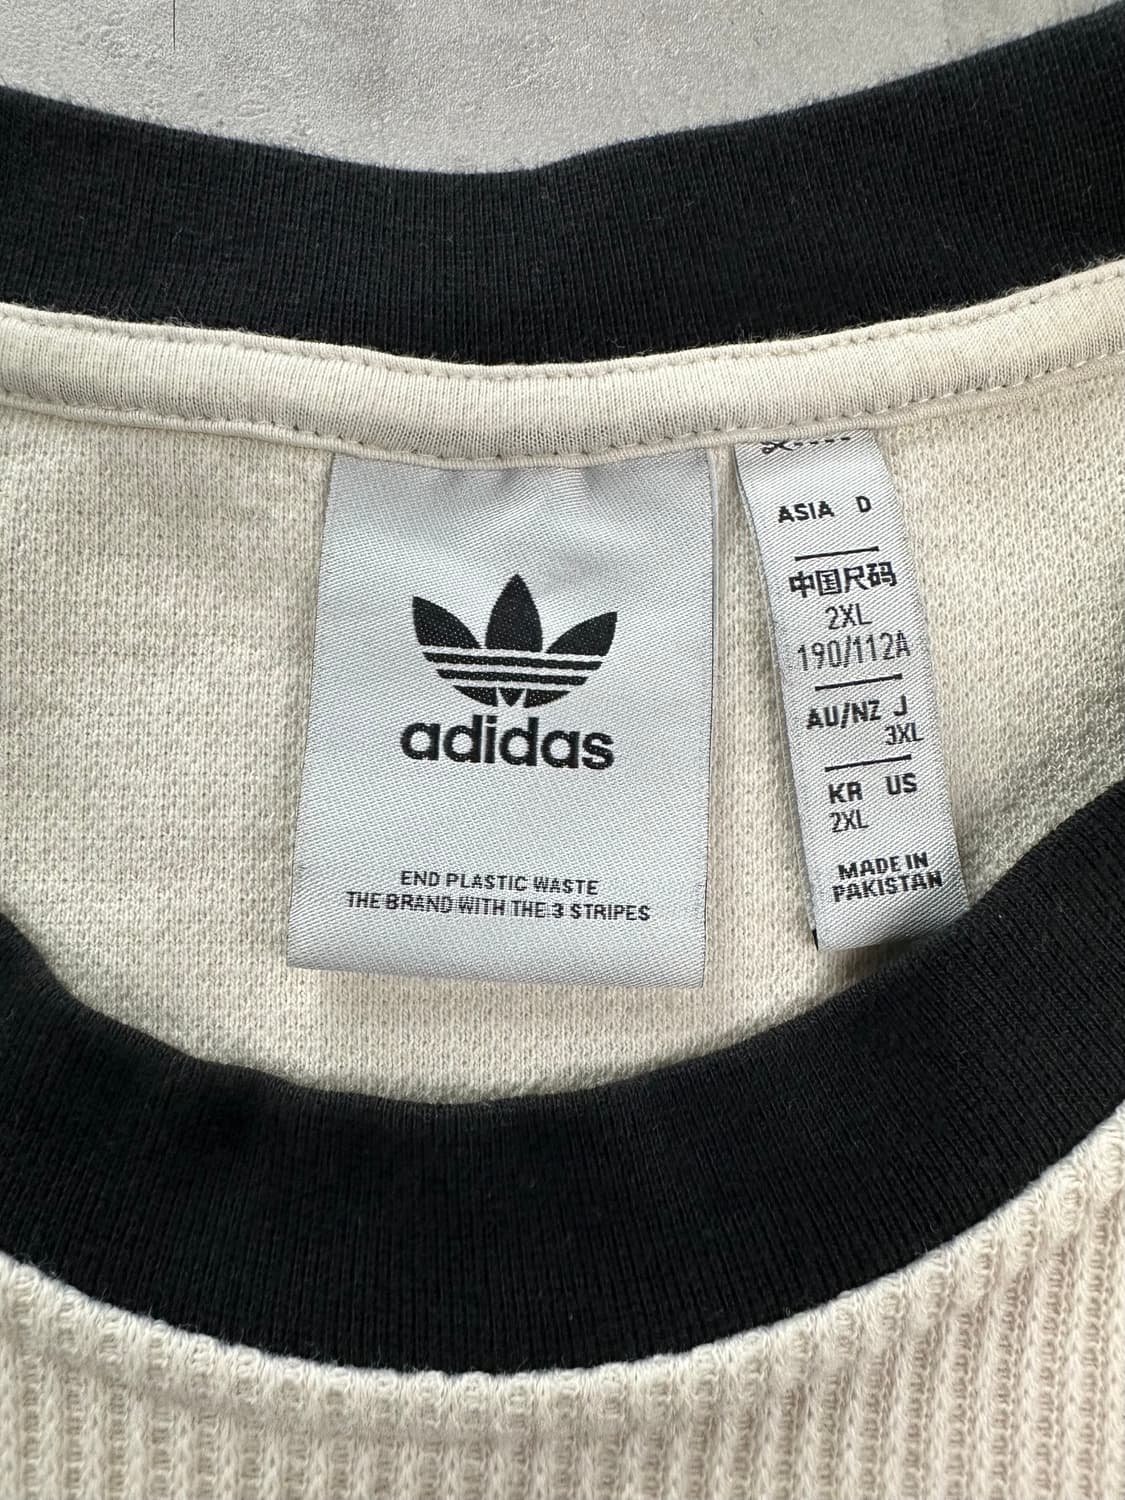 adidas
END PLASTIC WASTE
THE BRAND WITH THE 3 STRIPES
ASIA D
中国尺码
2XL
190/112A
AU/NZ J
3XL
KR US
2XL
MADE IN
PAKISTAN